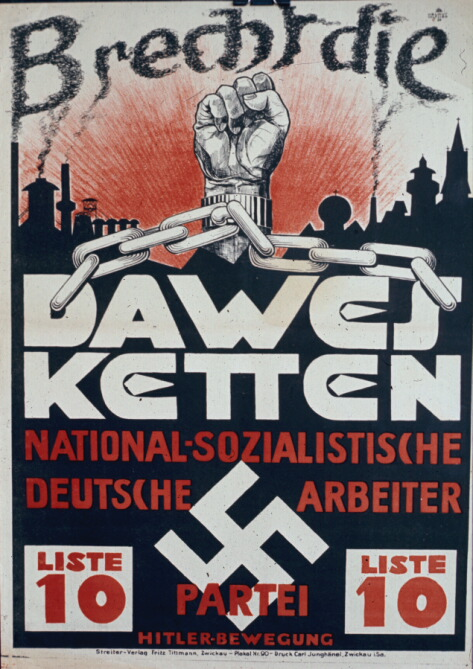 Brecht die
DAWES
KETTEN
NATIONAL-SOZIALISTISCHE
DEUTSCHE ARBEITER
PARTEI
LISTE
10
LISTE
10
HITLER-BEWEGUNG
Streiter-Verlag Fritz Tittmann, Zwickau – Plakat Nr. 90 – Druck Carl Junghänel, Zwickau i. Sa.